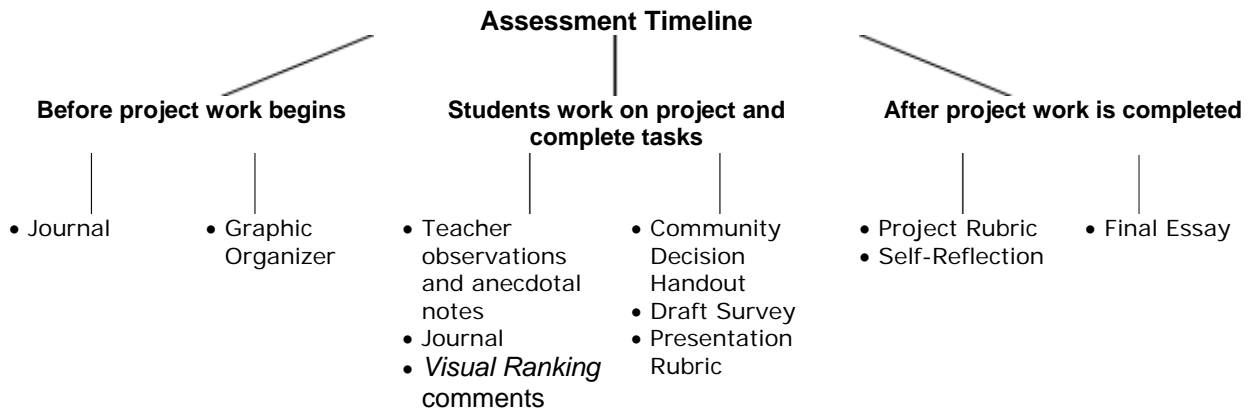 Assessment Timeline
Before project work begins
Students work on project and
complete tasks
After project work is completed
• Journal
• Graphic
Organizer
• Teacher
observations
and anecdotal
notes
• Journal
• Visual Ranking
comments
• Community
Decision
Handout
• Draft Survey
• Presentation
Rubric
• Project Rubric
• Self-Reflection
• Final Essay